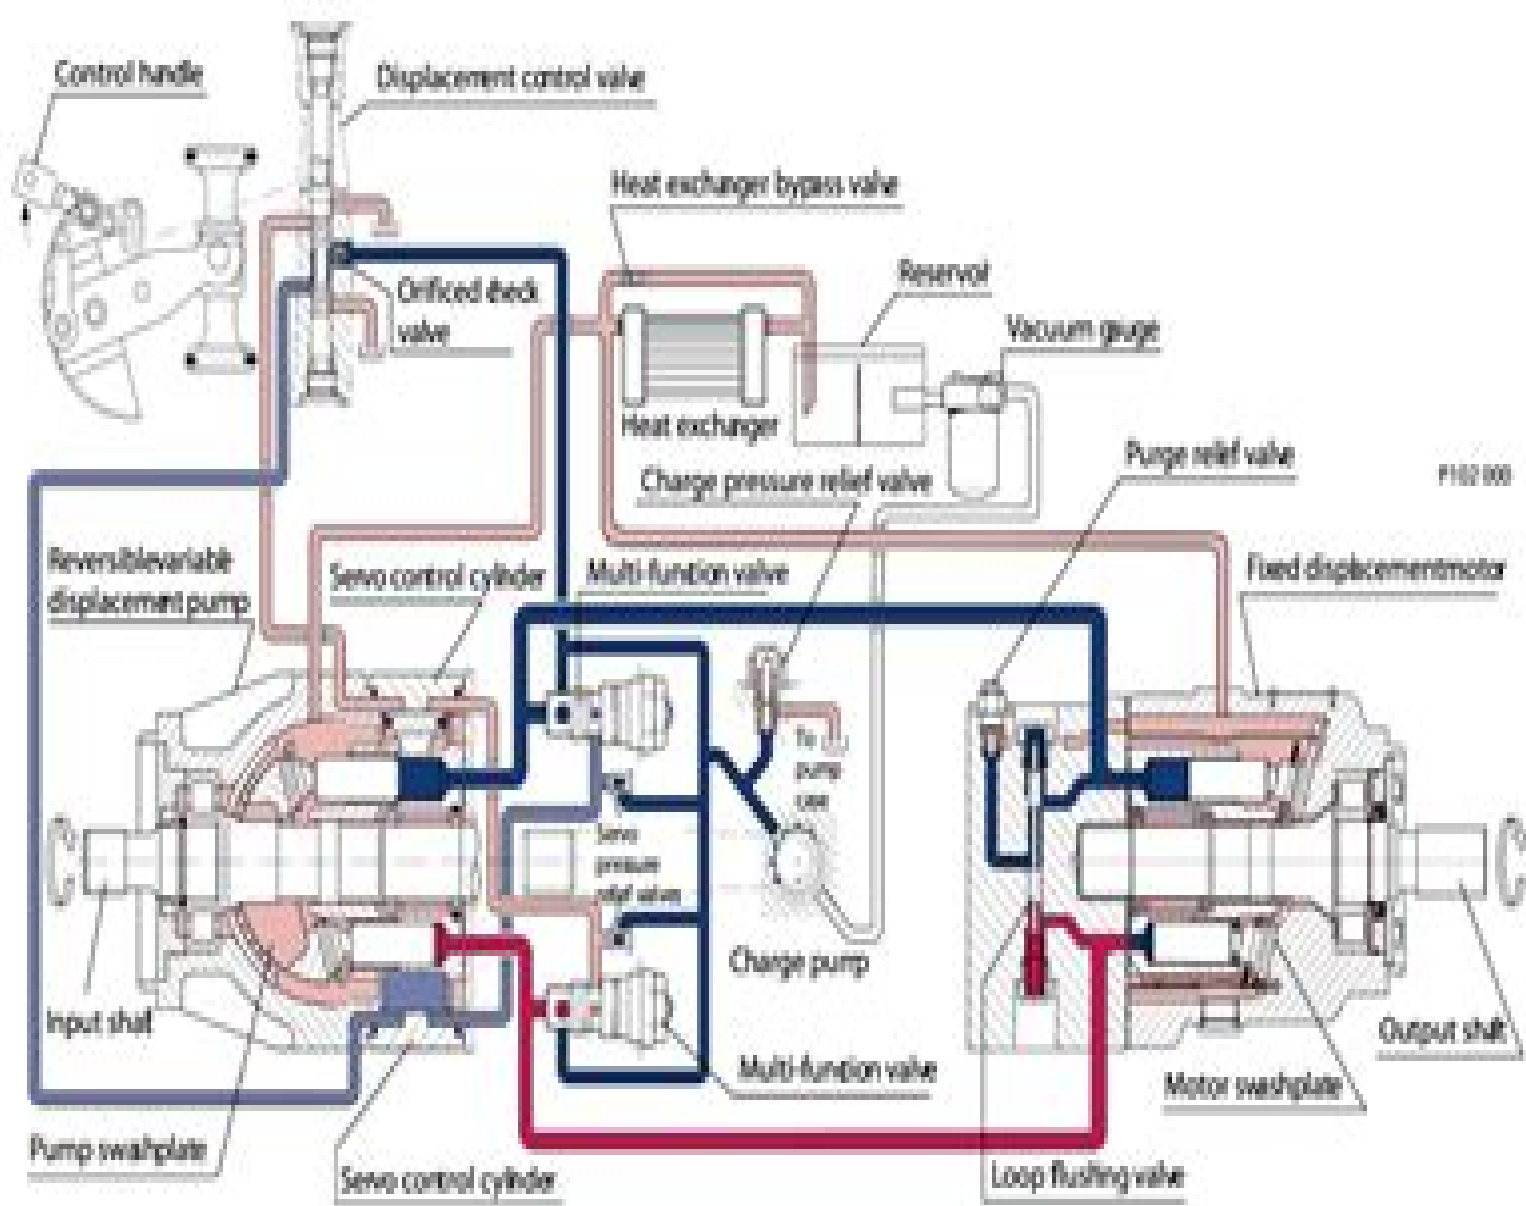 Control handle
Displacement control valve
Heat exchanger bypass valve
Reservoir
Orificed check
valve
Vacuum gauge
Heat exchanger
Purge relief valve
Charge pressure relief valve
P102 000
Reversible variable
displacement pump
Servo control cylinder
Multi-function valve
Fixed displacement motor
To
pump
case
Servo
pressure
relief valves
Charge pump
Input shaft
Output shaft
Multi-function valve
Motor swashplate
Pump swashplate
Servo control cylinder
Loop flushing valve